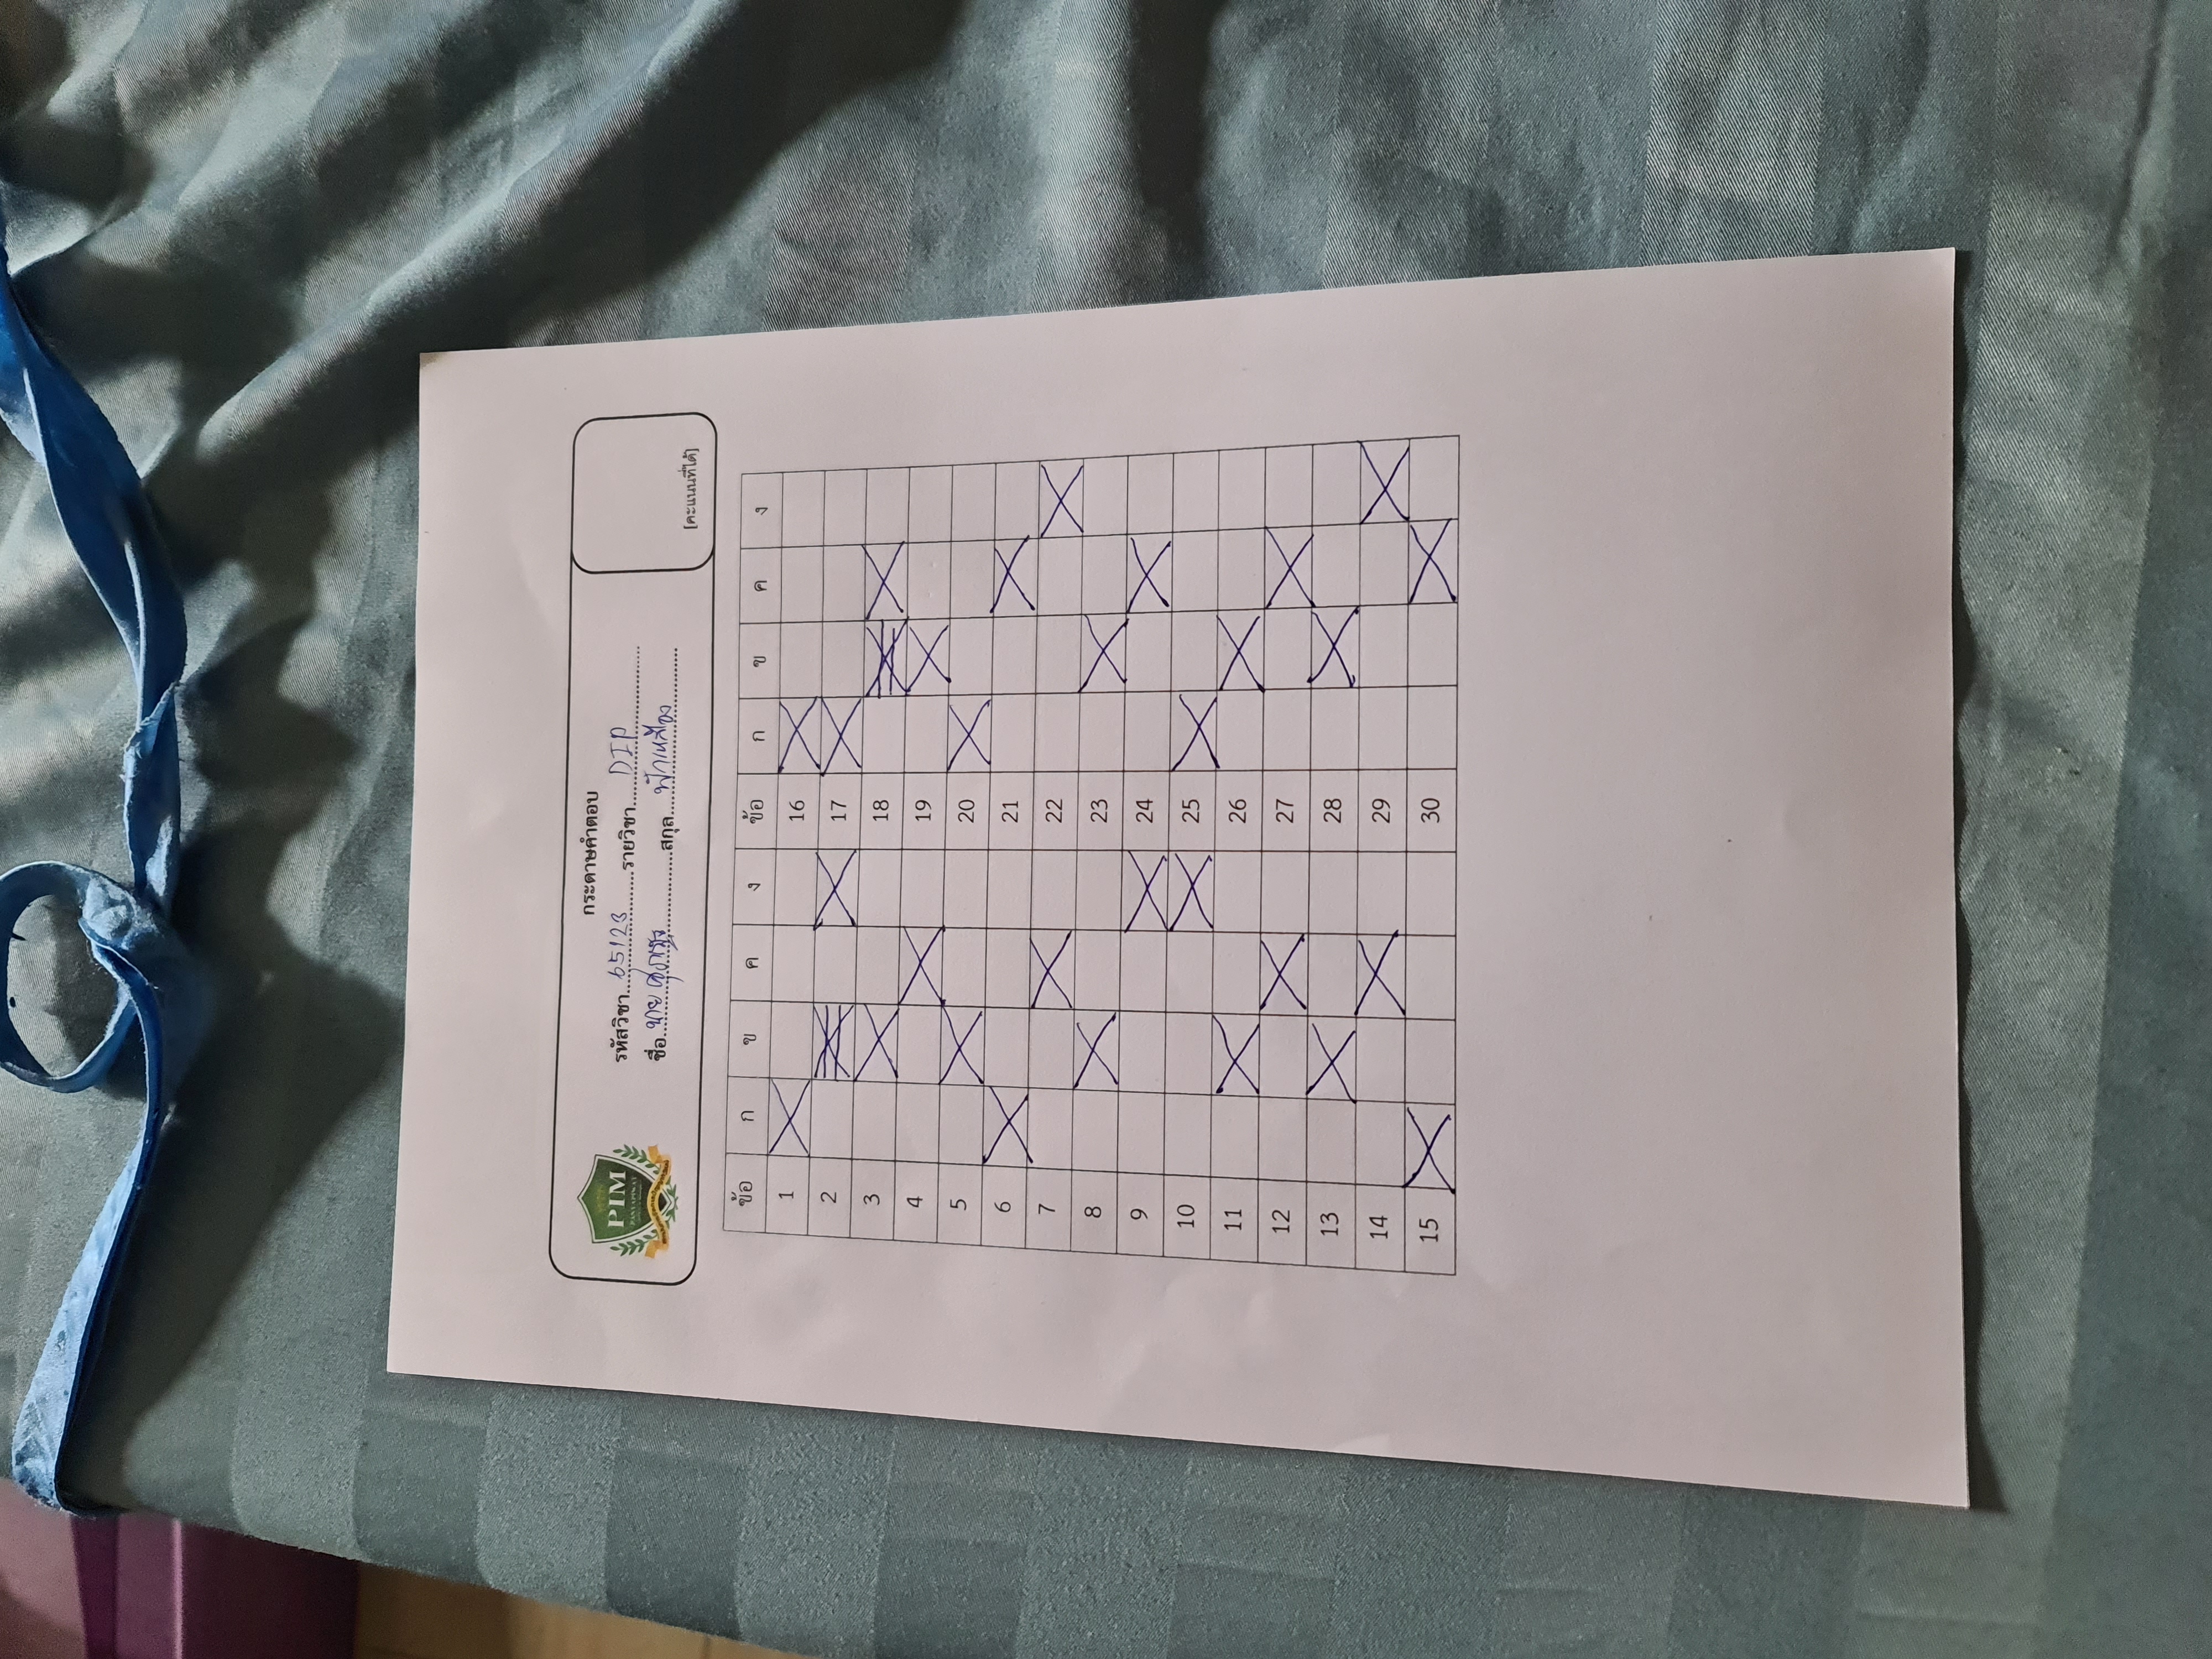 กระดาษคำตอบ
PIM
รหัสวิชา 65123 รายวิชา DIP
ชื่อ นาย สกุล ฟ้าเหลือง
[คะแนนที่ได้]
ข้อ ก ข ค ง ข้อ ก ข ค ง
1 16
2 17
3 18
4 19
5 20
6 21
7 22
8 23
9 24
10 25
11 26
12 27
13 28
14 29
15 30